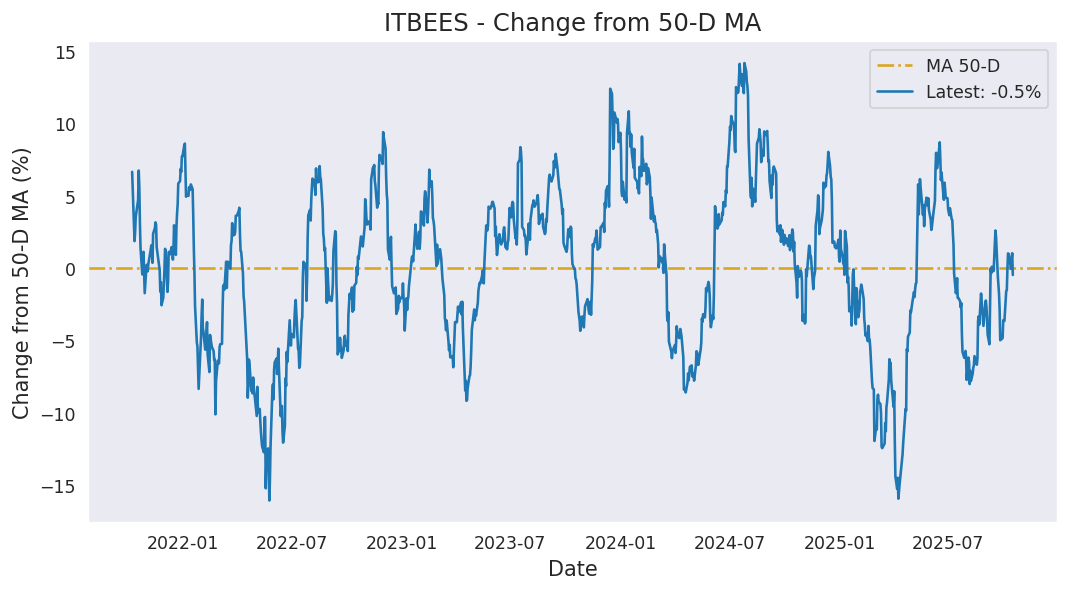 ITBEES - Change from 50-D MA
MA 50-D
Latest: -0.5%
Change from 50-D MA (%)
15
10
5
0
−5
−10
−15
2022-01 2022-07 2023-01 2023-07 2024-01 2024-07 2025-01 2025-07
Date